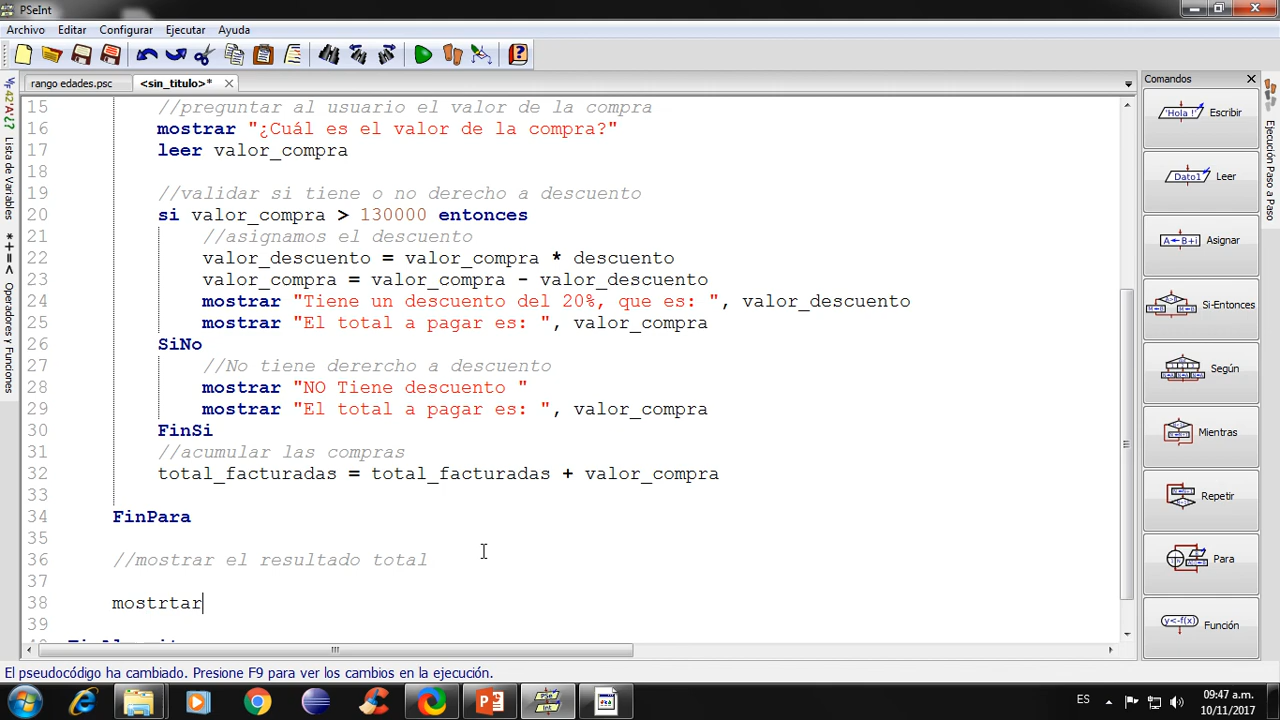 PSeInt
Archivo Editar Configurar Ejecutar Ayuda
rango edades.psc <sin_titulo>*
Comandos
15 //preguntar al usuario el valor de la compra
16 mostrar "¿Cuál es el valor de la compra?"
17 leer valor_compra
18
19 //validar si tiene o no derecho a descuento
20 si valor_compra > 130000 entonces
21 //asignamos el descuento
22 valor_descuento = valor_compra * descuento
23 valor_compra = valor_compra - valor_descuento
24 mostrar "Tiene un descuento del 20%, que es: ", valor_descuento
25 mostrar "El total a pagar es: ", valor_compra
26 SiNo
27 //No tiene derercho a descuento
28 mostrar "NO Tiene descuento "
29 mostrar "El total a pagar es: ", valor_compra
30 FinSi
31 //acumular las compras
32 total_facturadas = total_facturadas + valor_compra
33
34 FinPara
35
36 //mostrar el resultado total
37
38 mostrtar
39
Lista de Variables
*+=< Operadores y Funciones
'Hola !' Escribir
Dato1 Leer
A←B+i Asignar
Si-Entonces
Según
Mientras
Repetir
Para
y←f(x) Función
Ejecución Paso a Paso
El pseudocódigo ha cambiado. Presione F9 para ver los cambios en la ejecución.
ES
09:47 a.m.
10/11/2017